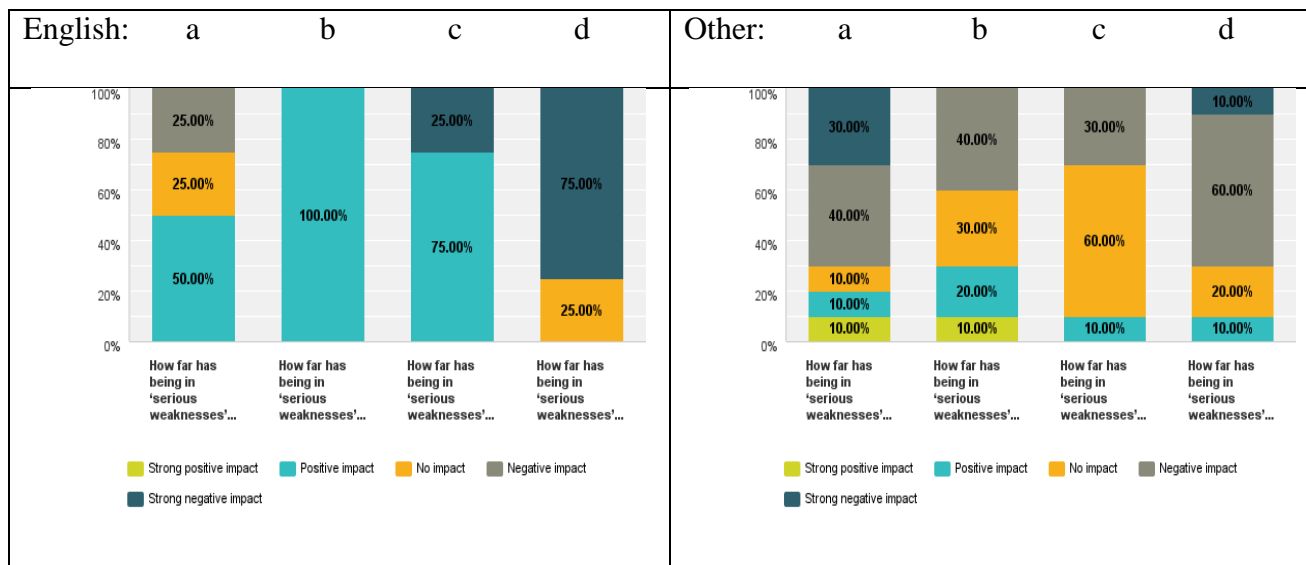 English: a b c d
Other: a b c d
100%
80%
60%
40%
20%
0%
25.00%
25.00%
50.00%
100.00%
25.00%
75.00%
75.00%
25.00%
How far has
being in
‘serious
weaknesses’...
How far has
being in
‘serious
weaknesses’...
How far has
being in
‘serious
weaknesses’...
How far has
being in
‘serious
weaknesses’...
Strong positive impact Positive impact No impact Negative impact
Strong negative impact
100%
80%
60%
40%
20%
0%
30.00%
40.00%
10.00%
10.00%
10.00%
40.00%
30.00%
20.00%
10.00%
30.00%
60.00%
10.00%
10.00%
60.00%
20.00%
10.00%
How far has
being in
‘serious
weaknesses’...
How far has
being in
‘serious
weaknesses’...
How far has
being in
‘serious
weaknesses’...
How far has
being in
‘serious
weaknesses’...
Strong positive impact Positive impact No impact Negative impact
Strong negative impact